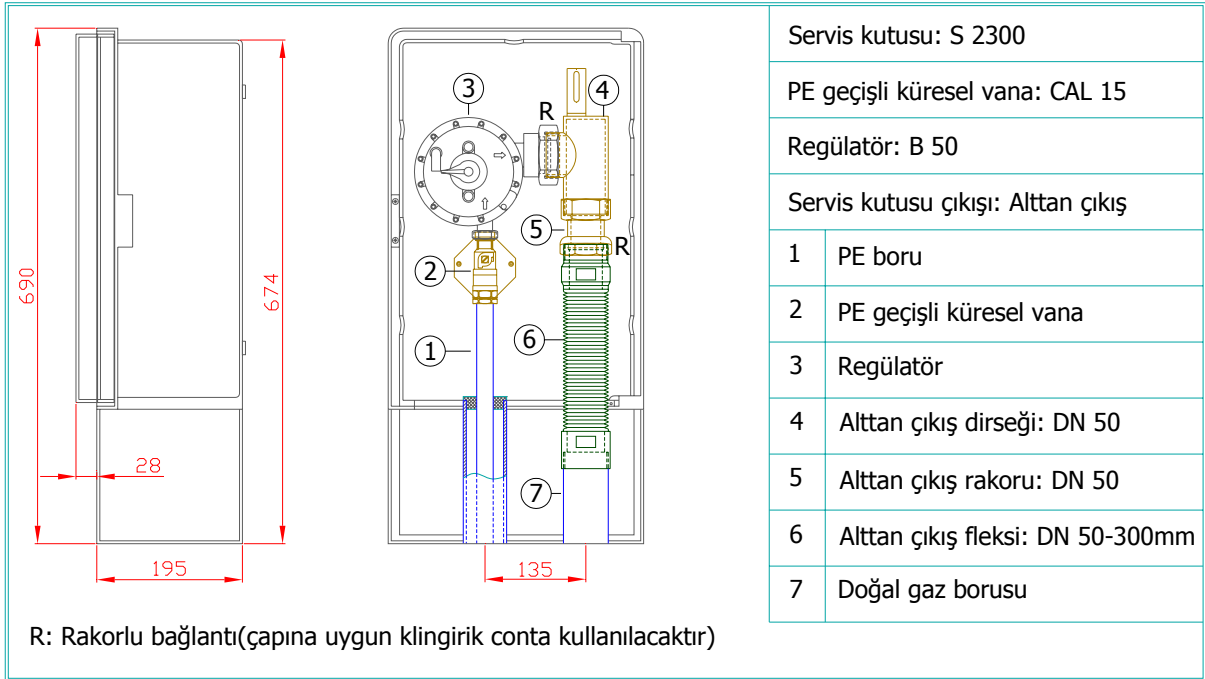 690
28
195
674
3
R
4
5
R
2
1
6
7
135
R: Rakorlu bağlantı(çapına uygun klingirik conta kullanılacaktır)
Servis kutusu: S 2300
PE geçişli küresel vana: CAL 15
Regülatör: B 50
Servis kutusu çıkışı: Alttan çıkış
1 PE boru
2 PE geçişli küresel vana
3 Regülatör
4 Alttan çıkış dirseği: DN 50
5 Alttan çıkış rakoru: DN 50
6 Alttan çıkış fleksi: DN 50-300mm
7 Doğal gaz borusu